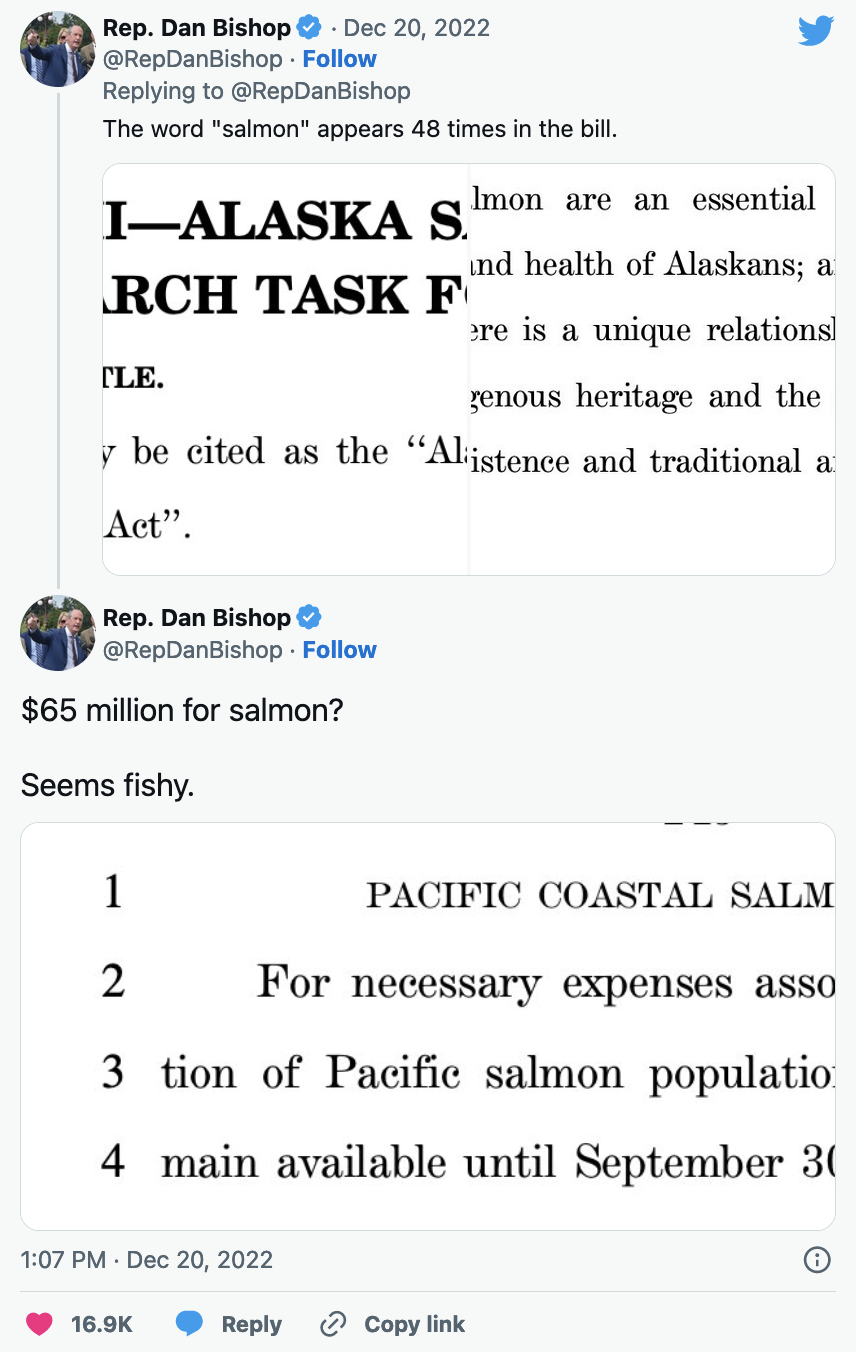 Rep. Dan Bishop · Dec 20, 2022
@RepDanBishop · Follow
Replying to @RepDanBishop
The word "salmon" appears 48 times in the bill.
I—ALASKA S
RCH TASK F
TLE.
y be cited as the “Al
Act”.
lmon are an essential
nd health of Alaskans; a
ere is a unique relations
genous heritage and the
istence and traditional a
Rep. Dan Bishop
@RepDanBishop · Follow
$65 million for salmon?
Seems fishy.
1 PACIFIC COASTAL SALM
2 For necessary expenses asso
3 tion of Pacific salmon populatio
4 main available until September 30
1:07 PM · Dec 20, 2022
16.9K Reply Copy link